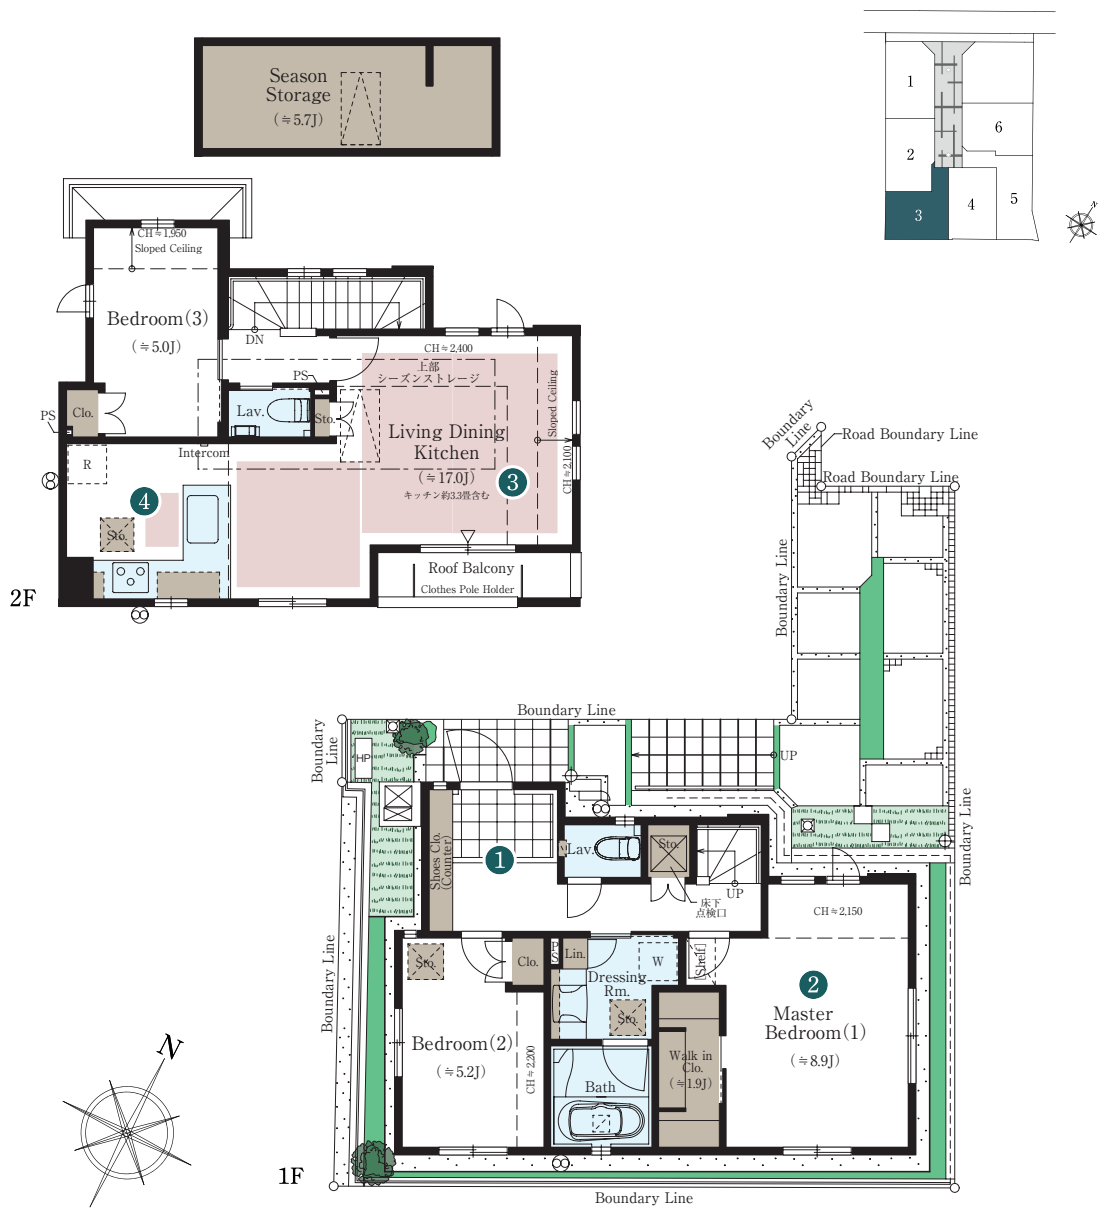 Season
Storage
(≒5.7J)
1
2
3
4
5
6
N
CH≒1,950
Sloped Ceiling
Bedroom(3)
(≒5.0J)
DN
CH≒2,400
上部
シーズンストレージ
PS
Sloped Ceiling
Clo.
PS
Lav.
Sto.
Living Dining
Kitchen
(≒17.0J)
キッチン約3.3畳含む
3
CH≒2,100
Intercom
R
4
Sto.
Roof Balcony
Clothes Pole Holder
2F
Boundary
Line
Road Boundary Line
Road Boundary Line
Boundary Line
Boundary Line
Boundary
Line
UP
HP
Boundary Line
Shoes Clo.
(Counter)
1
Lav.
Sto.
UP
床下
点検口
CH≒2,150
Boundary Line
Sto.
Clo.
PS
Lin.
W
[Shelf]
Dressing
Rm.
Sto.
2
Master
Bedroom(1)
(≒8.9J)
Bedroom(2)
(≒5.2J)
CH≒2,200
Walk in
Clo.
(≒1.9J)
Bath
N
1F
Boundary Line